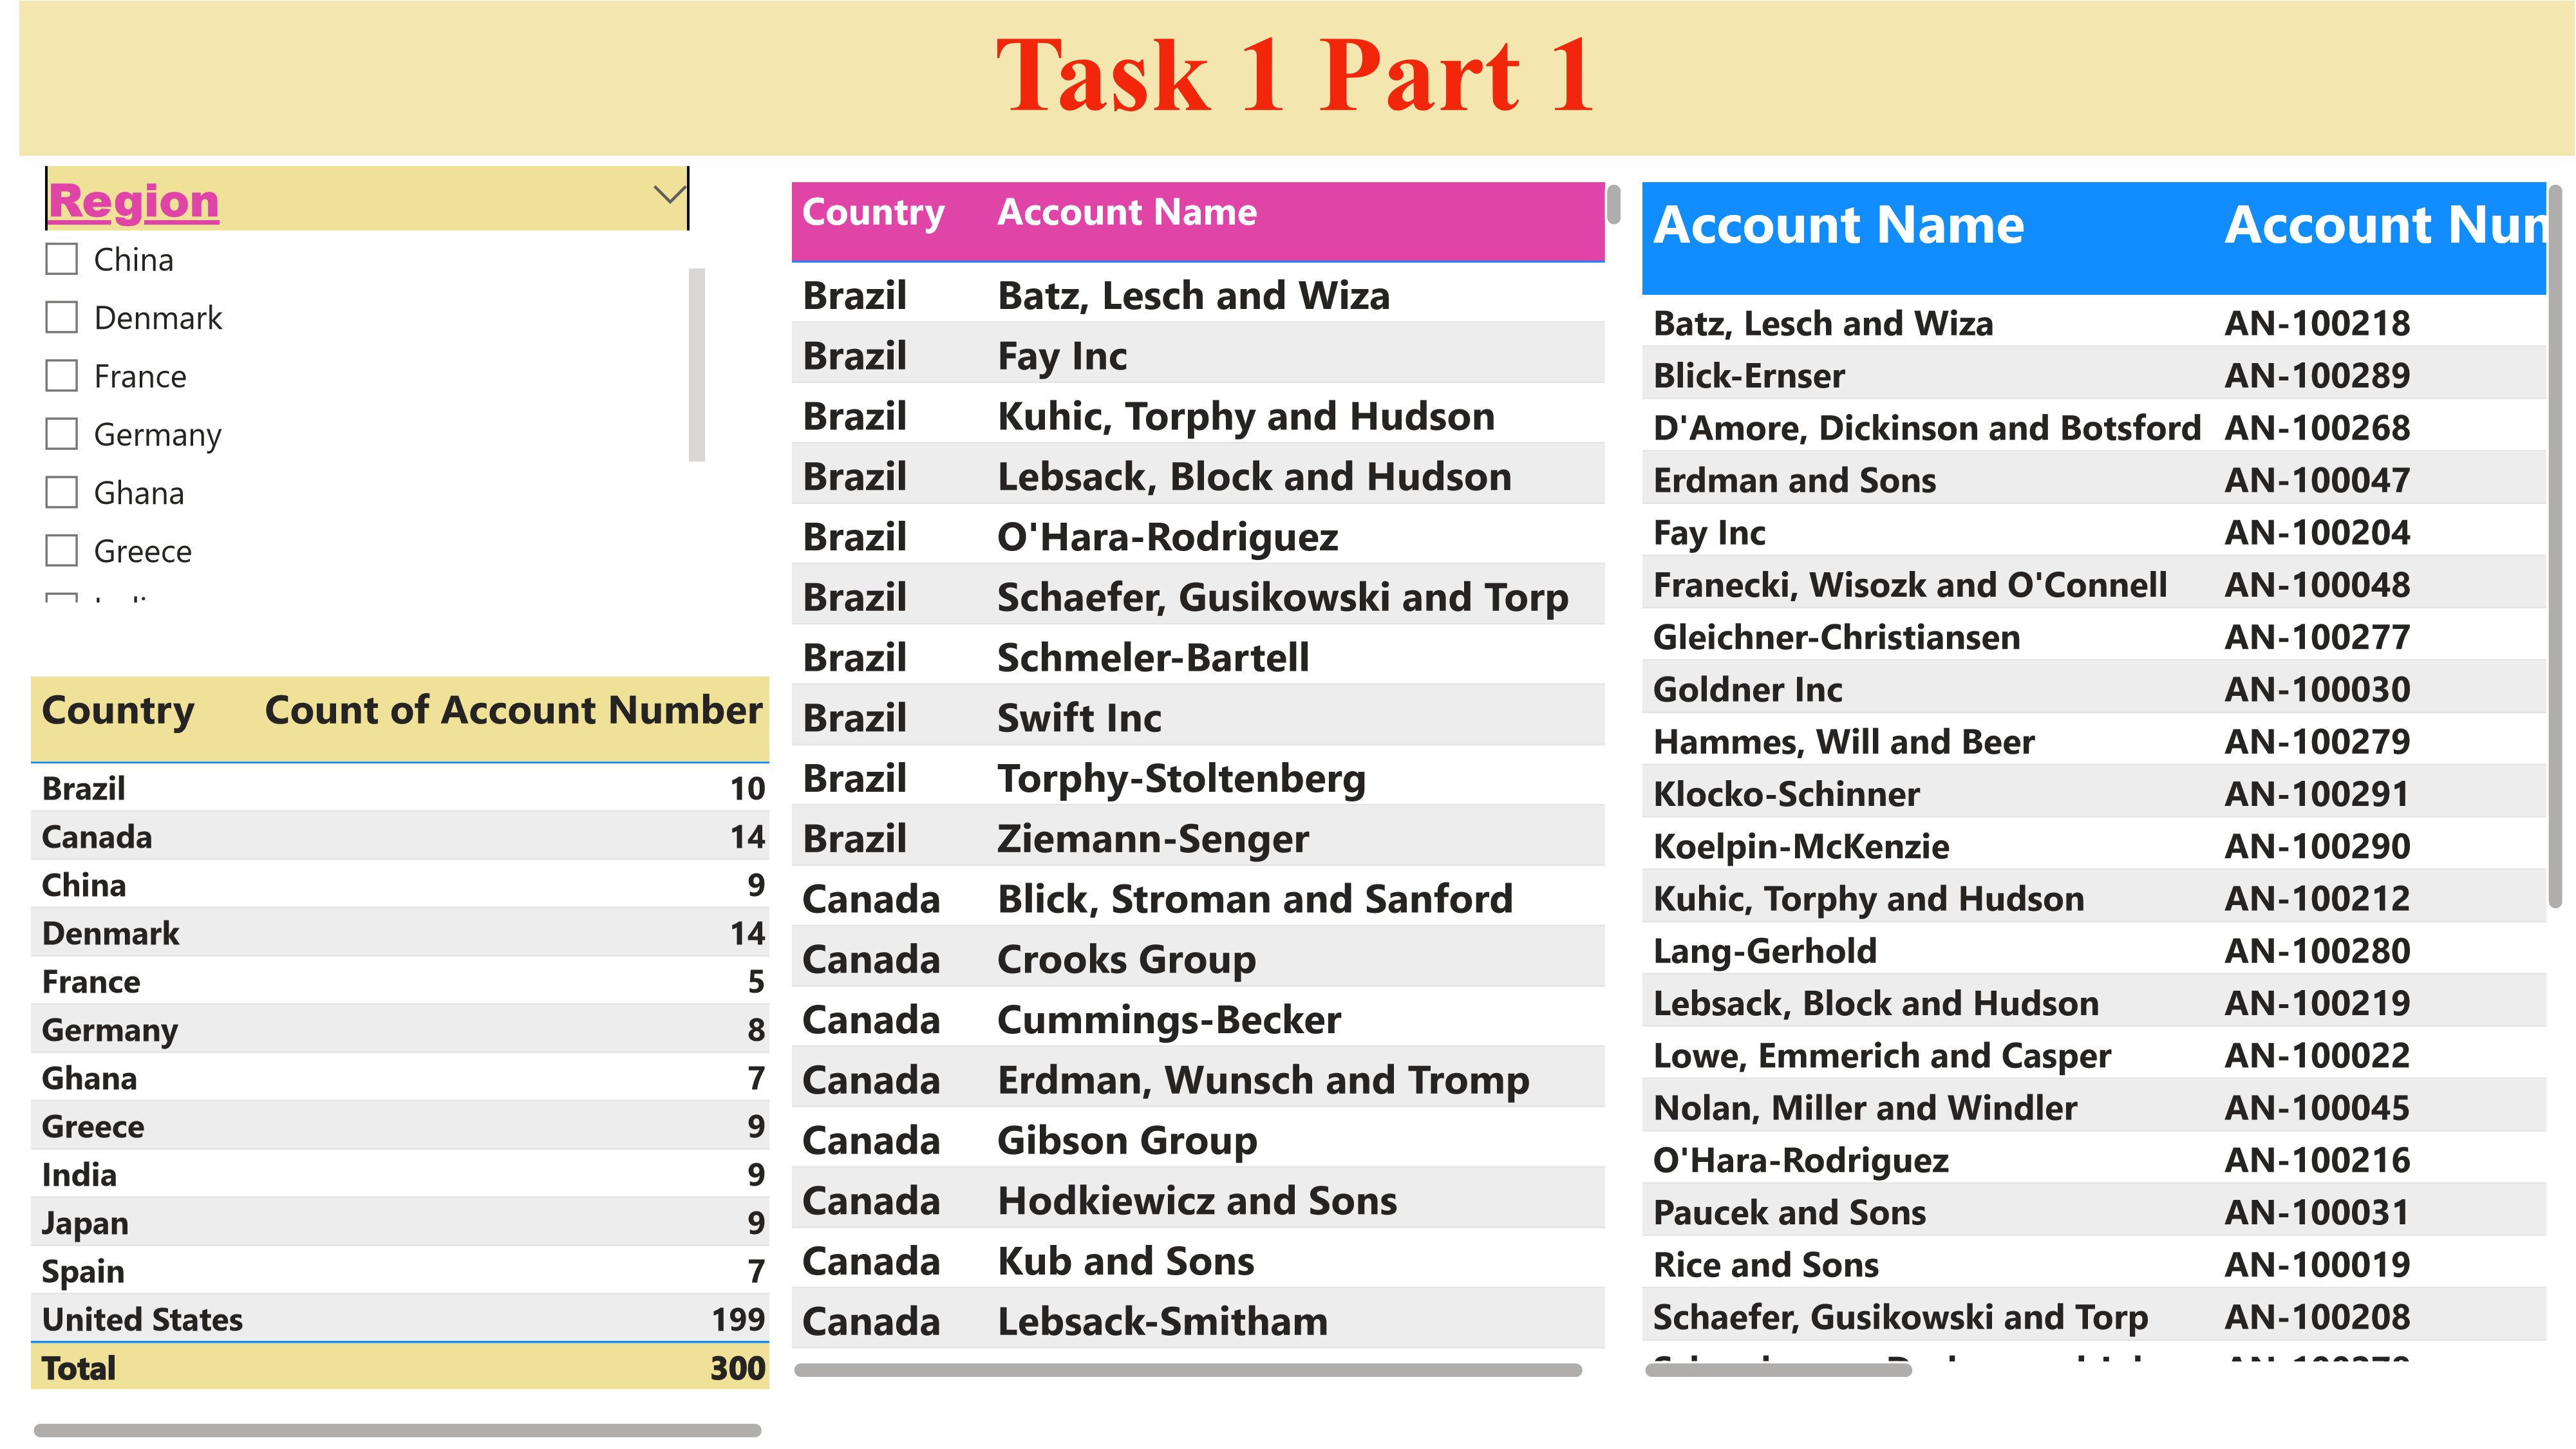 Task 1 Part 1
Region
China
Denmark
France
Germany
Ghana
Greece
Country Count of Account Number
Brazil 10
Canada 14
China 9
Denmark 14
France 5
Germany 8
Ghana 7
Greece 9
India 9
Japan 9
Spain 7
United States 199
Total 300
Country Account Name
Brazil Batz, Lesch and Wiza
Brazil Fay Inc
Brazil Kuhic, Torphy and Hudson
Brazil Lebsack, Block and Hudson
Brazil O'Hara-Rodriguez
Brazil Schaefer, Gusikowski and Torp
Brazil Schmeler-Bartell
Brazil Swift Inc
Brazil Torphy-Stoltenberg
Brazil Ziemann-Senger
Canada Blick, Stroman and Sanford
Canada Crooks Group
Canada Cummings-Becker
Canada Erdman, Wunsch and Tromp
Canada Gibson Group
Canada Hodkiewicz and Sons
Canada Kub and Sons
Canada Lebsack-Smitham
Account Name Account Num
Batz, Lesch and Wiza AN-100218
Blick-Ernser AN-100289
D'Amore, Dickinson and Botsford AN-100268
Erdman and Sons AN-100047
Fay Inc AN-100204
Franecki, Wisozk and O'Connell AN-100048
Gleichner-Christiansen AN-100277
Goldner Inc AN-100030
Hammes, Will and Beer AN-100279
Klocko-Schinner AN-100291
Koelpin-McKenzie AN-100290
Kuhic, Torphy and Hudson AN-100212
Lang-Gerhold AN-100280
Lebsack, Block and Hudson AN-100219
Lowe, Emmerich and Casper AN-100022
Nolan, Miller and Windler AN-100045
O'Hara-Rodriguez AN-100216
Paucek and Sons AN-100031
Rice and Sons AN-100019
Schaefer, Gusikowski and Torp AN-100208